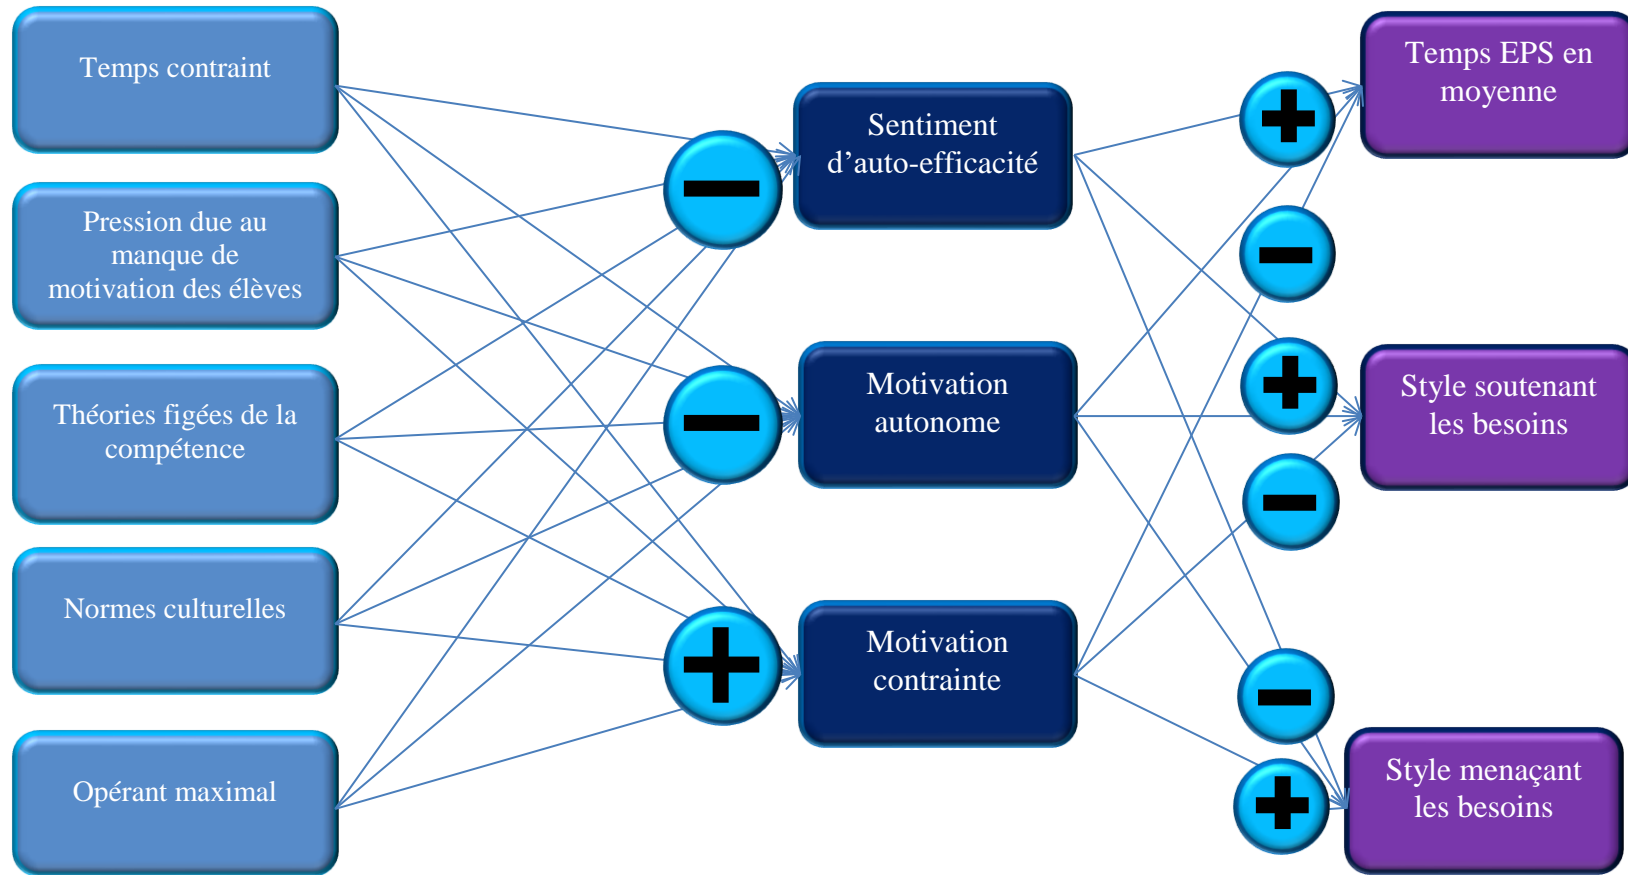 Temps contraint
Pression due au
manque de
motivation des élèves
Théories figées de la
compétence
Normes culturelles
Opérant maximal
Sentiment
d’auto-efficacité
Motivation
autonome
Motivation
contrainte
Temps EPS en
moyenne
Style soutenant
les besoins
Style menaçant
les besoins